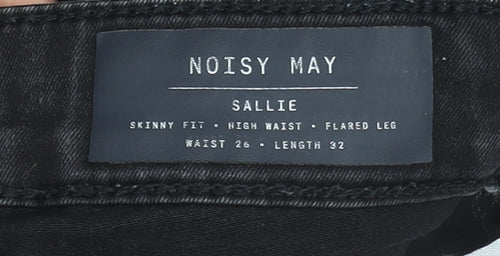 NOISY MAY
SALLIE
SKINNY FIT • HIGH WAIST • FLARED LEG
WAIST 26 • LENGTH 32